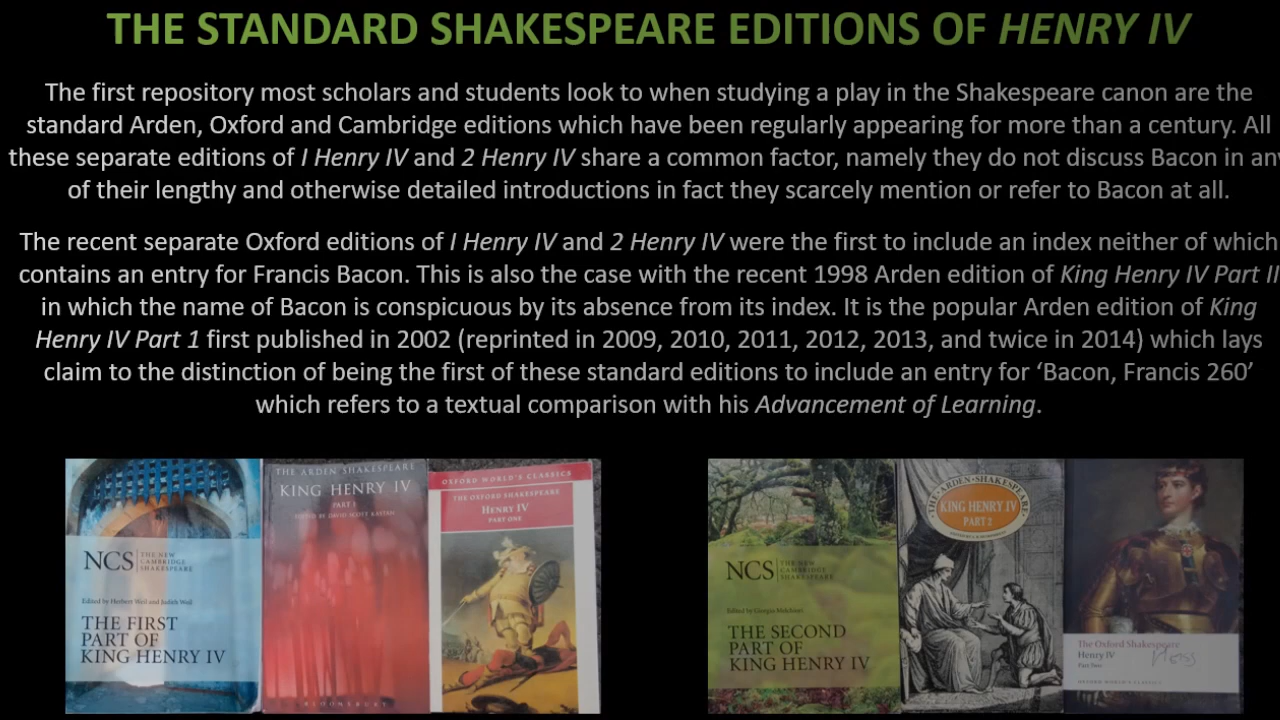 THE STANDARD SHAKESPEARE EDITIONS OF HENRY IV
The first repository most scholars and students look to when studying a play in the Shakespeare canon are the
standard Arden, Oxford and Cambridge editions which have been regularly appearing for more than a century. All
these separate editions of I Henry IV and 2 Henry IV share a common factor, namely they do not discuss Bacon in any
of their lengthy and otherwise detailed introductions in fact they scarcely mention or refer to Bacon at all.
The recent separate Oxford editions of I Henry IV and 2 Henry IV were the first to include an index neither of which
contains an entry for Francis Bacon. This is also the case with the recent 1998 Arden edition of King Henry IV Part II
in which the name of Bacon is conspicuous by its absence from its index. It is the popular Arden edition of King
Henry IV Part 1 first published in 2002 (reprinted in 2009, 2010, 2011, 2012, 2013, and twice in 2014) which lays
claim to the distinction of being the first of these standard editions to include an entry for ‘Bacon, Francis 260’
which refers to a textual comparison with his Advancement of Learning.
NCS THE NEW
CAMBRIDGE
SHAKESPEARE
Edited by Herbert Weil and Judith Weil
THE FIRST
PART OF
KING HENRY IV
THE ARDEN SHAKESPEARE
KING HENRY IV
PART 1
EDITED BY DAVID SCOTT KASTAN
BLOOMSBURY
OXFORD WORLD'S CLASSICS
THE OXFORD SHAKESPEARE
HENRY IV
PART ONE
NCS THE NEW
CAMBRIDGE
SHAKESPEARE
Edited by Giorgio Melchiori
THE SECOND
PART OF
KING HENRY IV
THE·ARDEN·SHAKESPEARE
KING HENRY IV
PART 2
The Oxford Shakespeare
Henry IV
Part Two
OXFORD WORLD'S CLASSICS